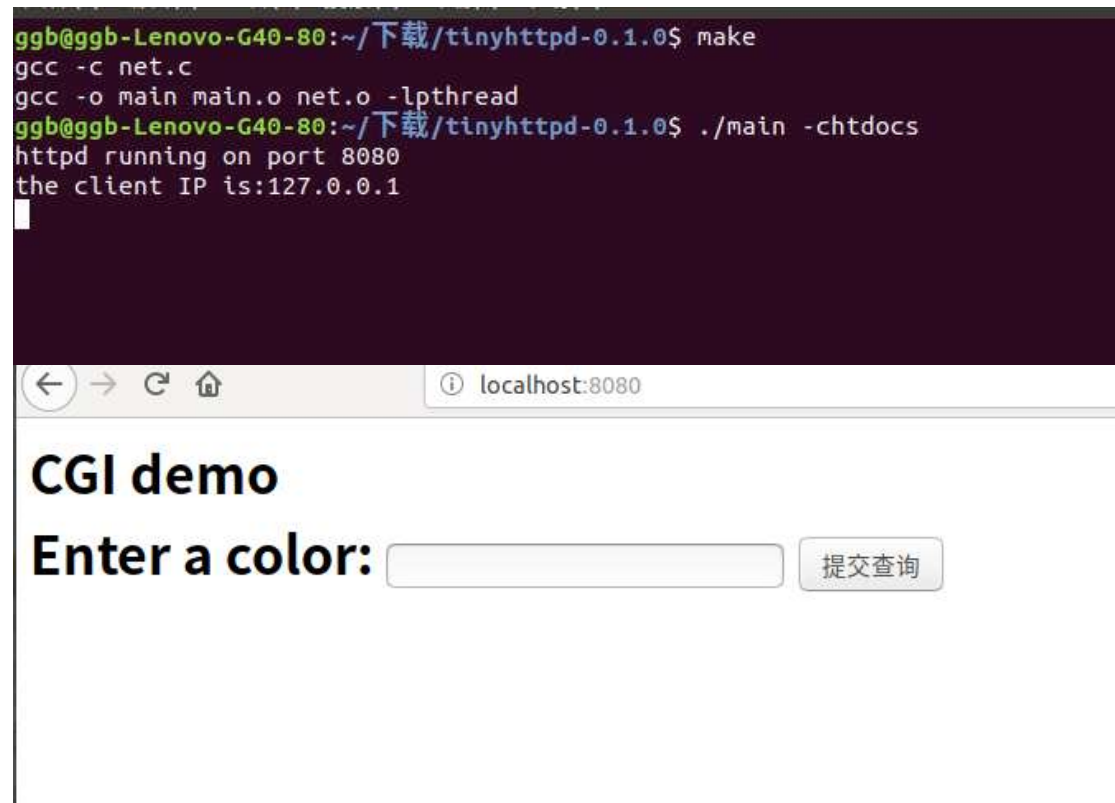 ggb@ggb-Lenovo-G40-80:~/下载/tinyhttpd-0.1.0$ make
gcc -c net.c
gcc -o main main.o net.o -lpthread
ggb@ggb-Lenovo-G40-80:~/下载/tinyhttpd-0.1.0$ ./main -chtdocs
httpd running on port 8080
the client IP is:127.0.0.1
localhost:8080
CGI demo
Enter a color: 提交查询